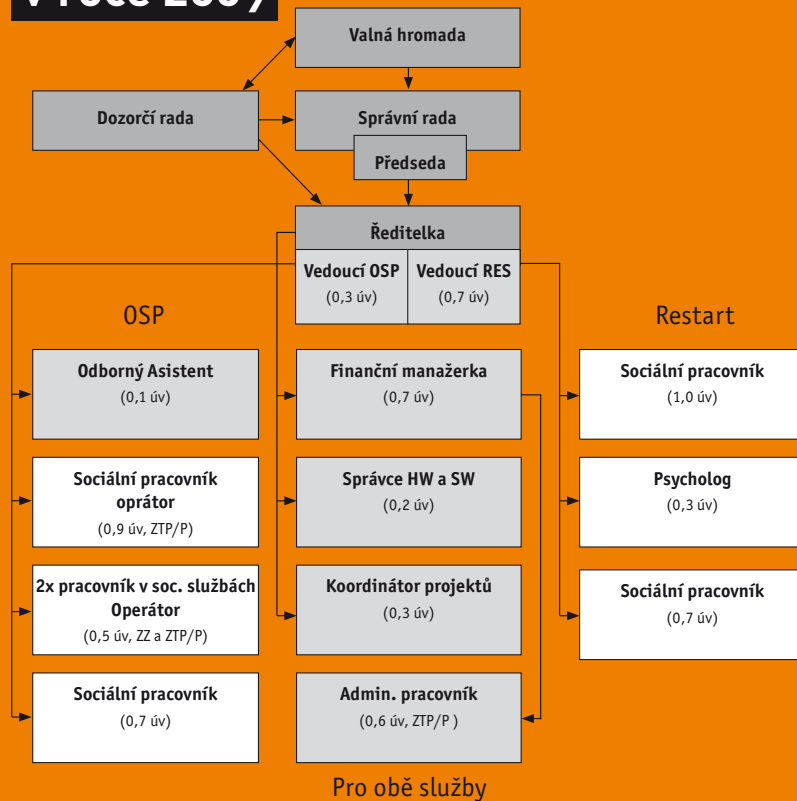 Valná hromada
Dozorčí rada
Správní rada
Předseda
Ředitelka
Vedoucí OSP
(0,3 úv)
Vedoucí RES
(0,7 úv)
OSP
Restart
Odborný Asistent
(0,1 úv)
Finanční manažerka
(0,7 úv)
Sociální pracovník
(1,0 úv)
Sociální pracovník
oprátor
(0,9 úv, ZTP/P)
Správce HW a SW
(0,2 úv)
Psycholog
(0,3 úv)
2x pracovník v soc. službách
Operátor
(0,5 úv, ZZ a ZTP/P)
Koordinátor projektů
(0,3 úv)
Sociální pracovník
(0,7 úv)
Sociální pracovník
(0,7 úv)
Admin. pracovník
(0,6 úv, ZTP/P )
Pro obě služby